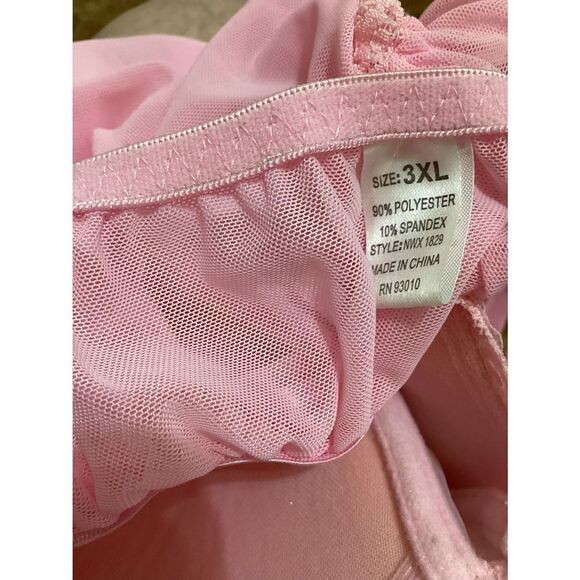 SIZE: 3XL
90% POLYESTER
10% SPANDEX
STYLE: NWX 1829
MADE IN CHINA
RN 93010